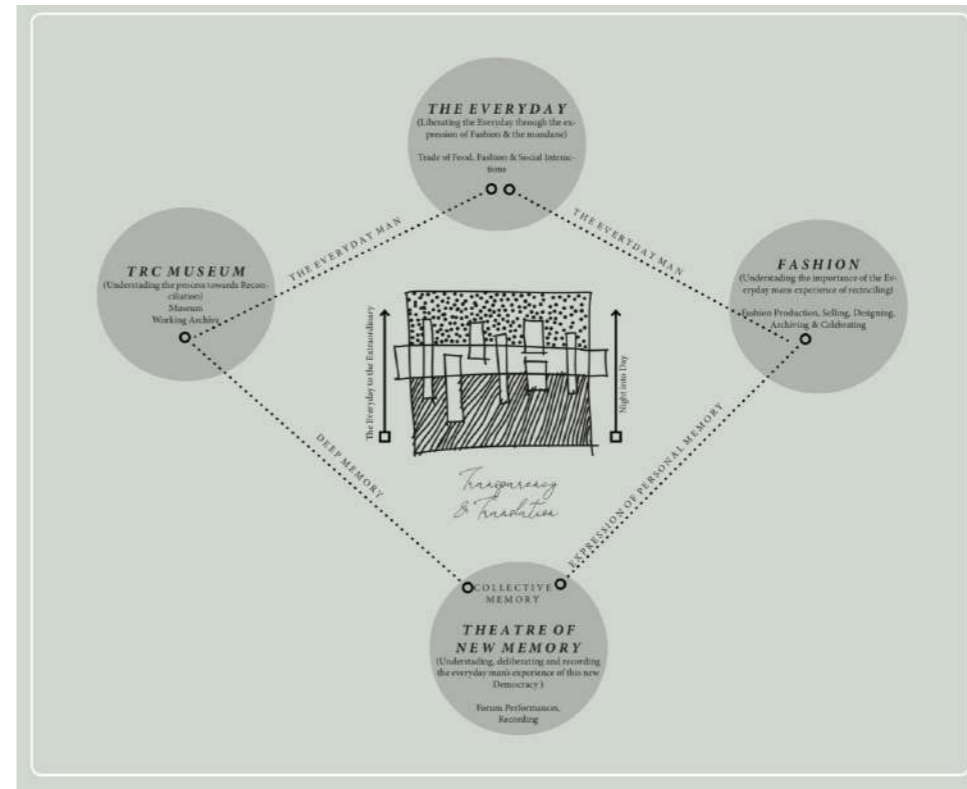 THE EVERYDAY
(Liberating the Everyday through the ex-
pression of Fashion & the mundane)
Trade of Food, Fashion & Social Interac-
tions
THE EVERYDAY MAN
THE EVERYDAY MAN
TRC MUSEUM
(Understading the process towards Recon-
ciliation)
Museum
Working Archive
FASHION
(Understading the importance of the Ev-
eryday mans experience of reconciling)
Fashion Production, Selling, Designing,
Archiving & Celebrating
The Everyday to the Extraordinary
Night into Day
Transparency
& Translation
DEEP MEMORY
EXPRESSION OF PERSONAL MEMORY
COLLECTIVE
MEMORY
THEATRE OF
NEW MEMORY
(Understading, deliberating and recording
the everyday man's experience of this new
Democracy )
Forum Performances,
Recording